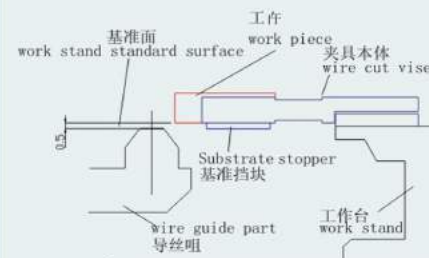 工件
work piece
基准面
work stand standard surface
夹具本体
wire cut vise
0.5
Substrate stopper
基准挡块
wire guide part
导丝咀
工作台
work stand